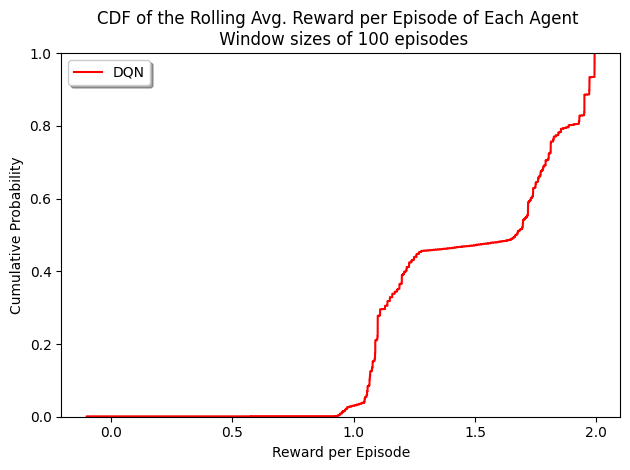 CDF of the Rolling Avg. Reward per Episode of Each Agent
Window sizes of 100 episodes
DQN
Cumulative Probability
1.0
0.8
0.6
0.4
0.2
0.0
0.0 0.5 1.0 1.5 2.0
Reward per Episode